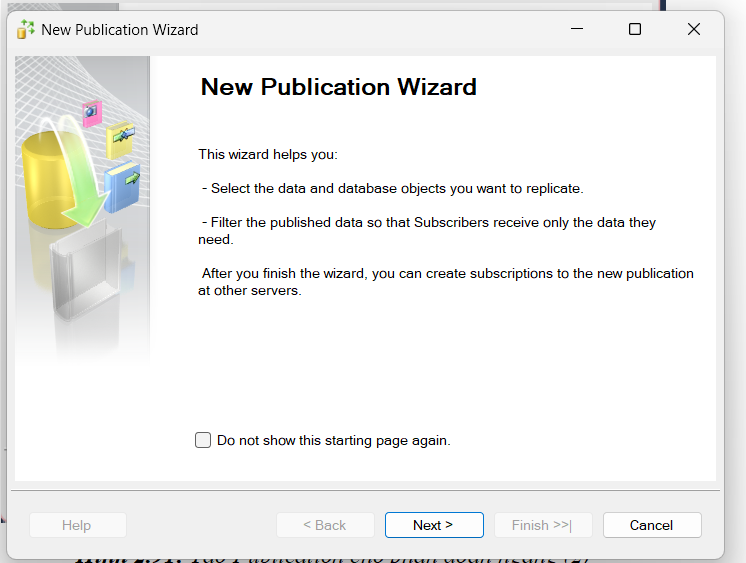 New Publication Wizard
New Publication Wizard
This wizard helps you:
- Select the data and database objects you want to replicate.
- Filter the published data so that Subscribers receive only the data they
need.
After you finish the wizard, you can create subscriptions to the new publication
at other servers.
Do not show this starting page again.
Help
< Back
Next >
Finish >>|
Cancel